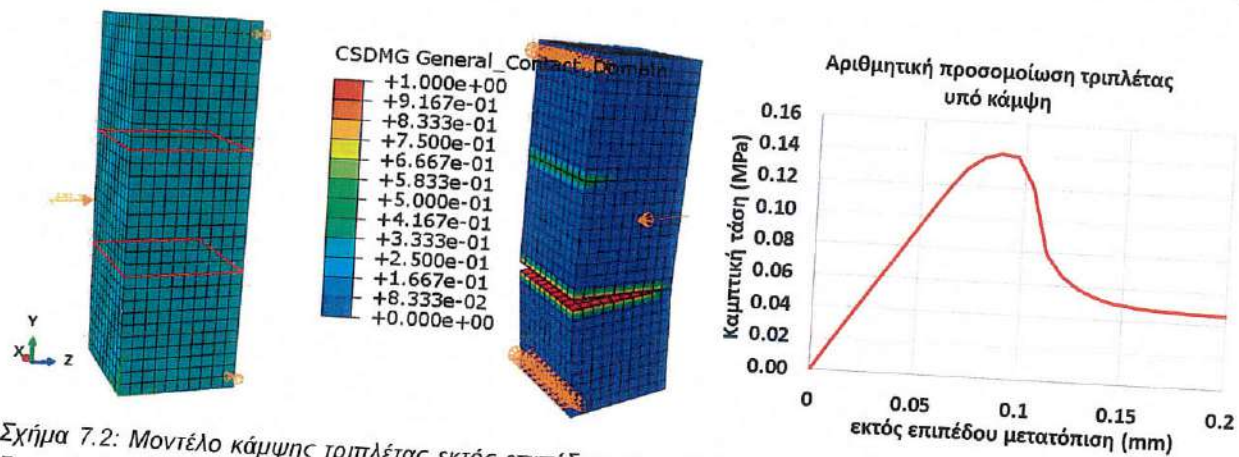 CSDMG General_Contact_Domain
+1.000e+00
+9.167e-01
+8.333e-01
+7.500e-01
+6.667e-01
+5.833e-01
+5.000e-01
+4.167e-01
+3.333e-01
+2.500e-01
+1.667e-01
+8.333e-02
+0.000e+00
Y
X
Z
Αριθμητική προσομοίωση τριπλέτας
υπό κάμψη
Καμπτική τάση (MPa)
0.16
0.14
0.12
0.10
0.08
0.06
0.04
0.02
0.00
0
0.05
0.1
0.15
0.2
εκτός επιπέδου μετατόπιση (mm)
Σχήμα 7.2: Μοντέλο κάμψης τριπλέτας εκτός